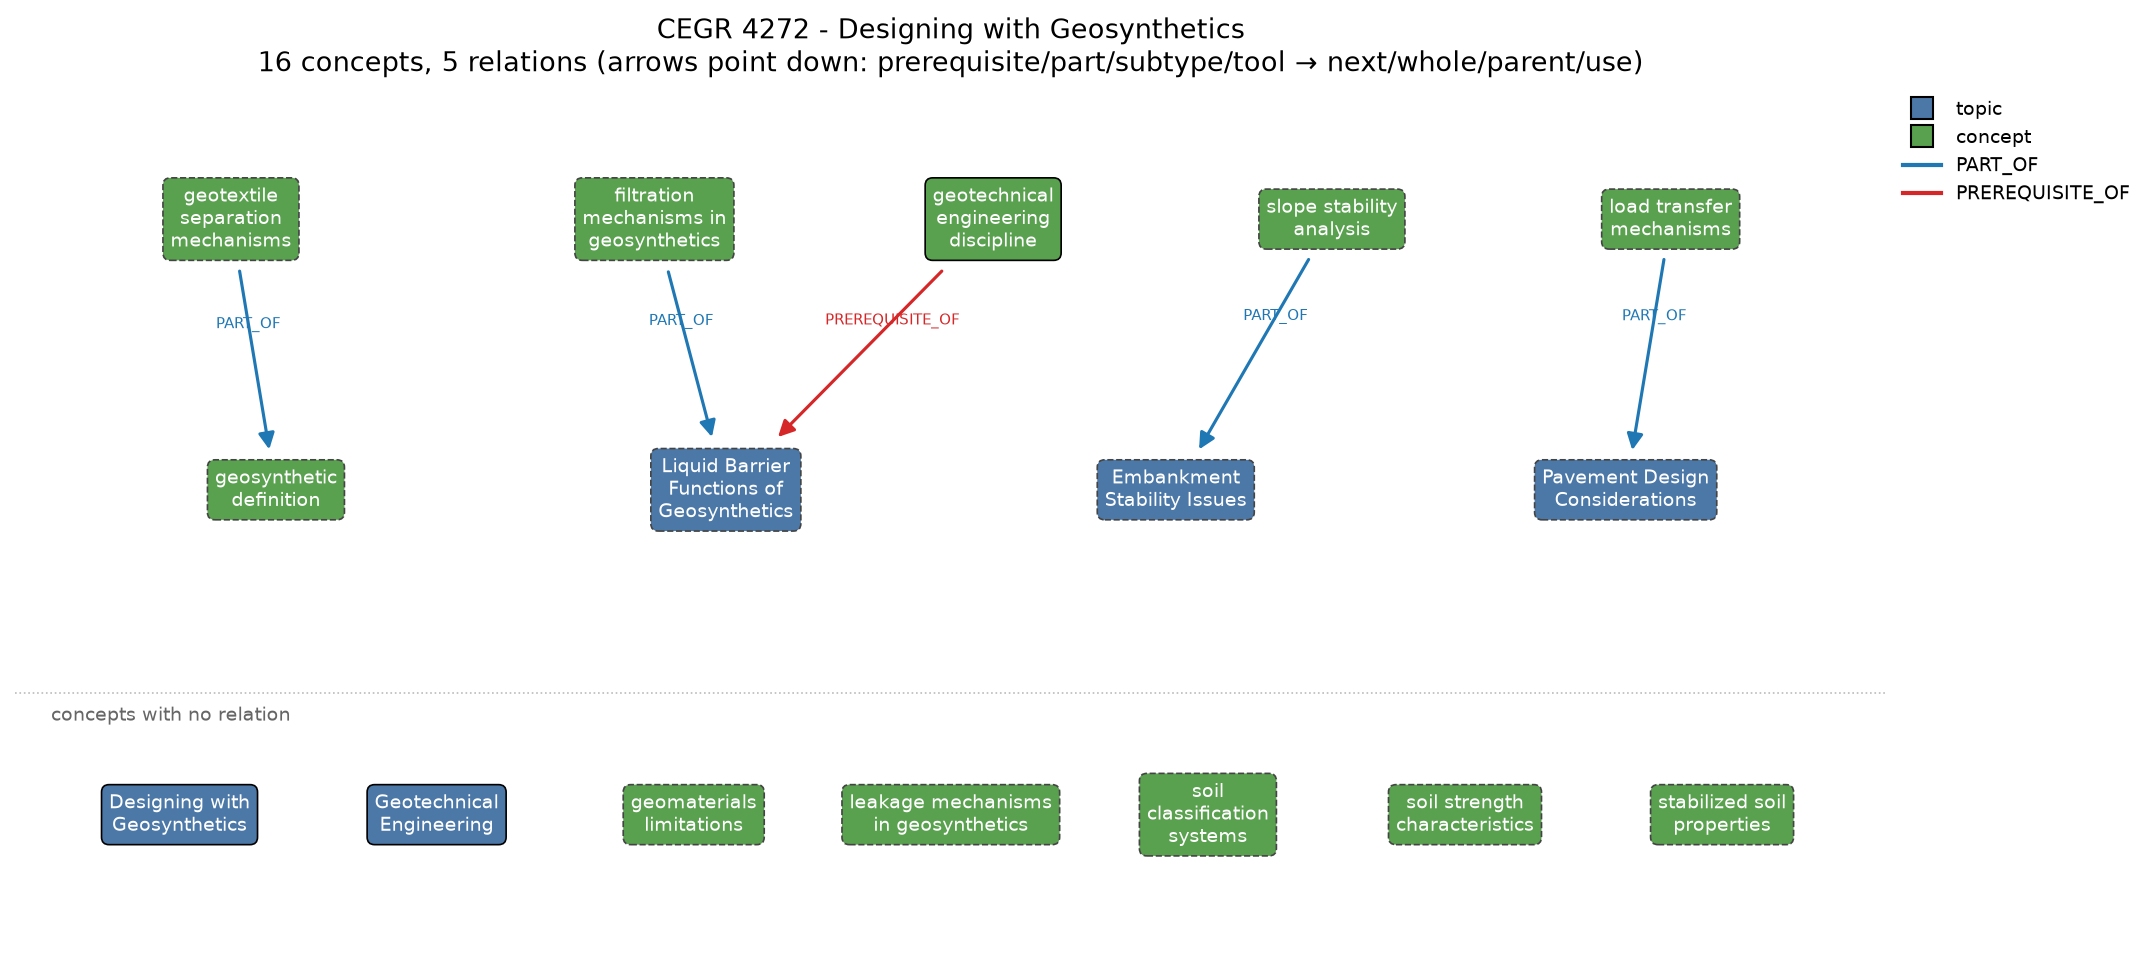 CEGR 4272 - Designing with Geosynthetics
16 concepts, 5 relations (arrows point down: prerequisite/part/subtype/tool → next/whole/parent/use)
topic
concept
PART_OF
PREREQUISITE_OF
geotextile
separation
mechanisms
filtration
mechanisms in
geosynthetics
geotechnical
engineering
discipline
slope stability
analysis
load transfer
mechanisms
PART_OF
PART_OF
PREREQUISITE_OF
PART_OF
PART_OF
geosynthetic
definition
Liquid Barrier
Functions of
Geosynthetics
Embankment
Stability Issues
Pavement Design
Considerations
concepts with no relation
Designing with
Geosynthetics
Geotechnical
Engineering
geomaterials
limitations
leakage mechanisms
in geosynthetics
soil
classification
systems
soil strength
characteristics
stabilized soil
properties